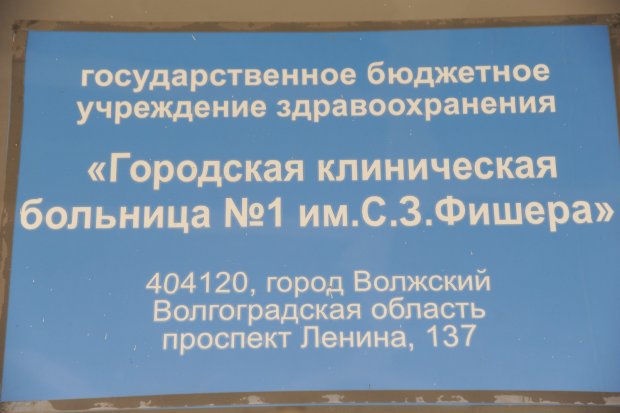 государственное бюджетное
учреждение здравоохранения
«Городская клиническая
больница №1 им.С.З.Фишера»
404120, город Волжский
Волгоградская область
проспект Ленина, 137